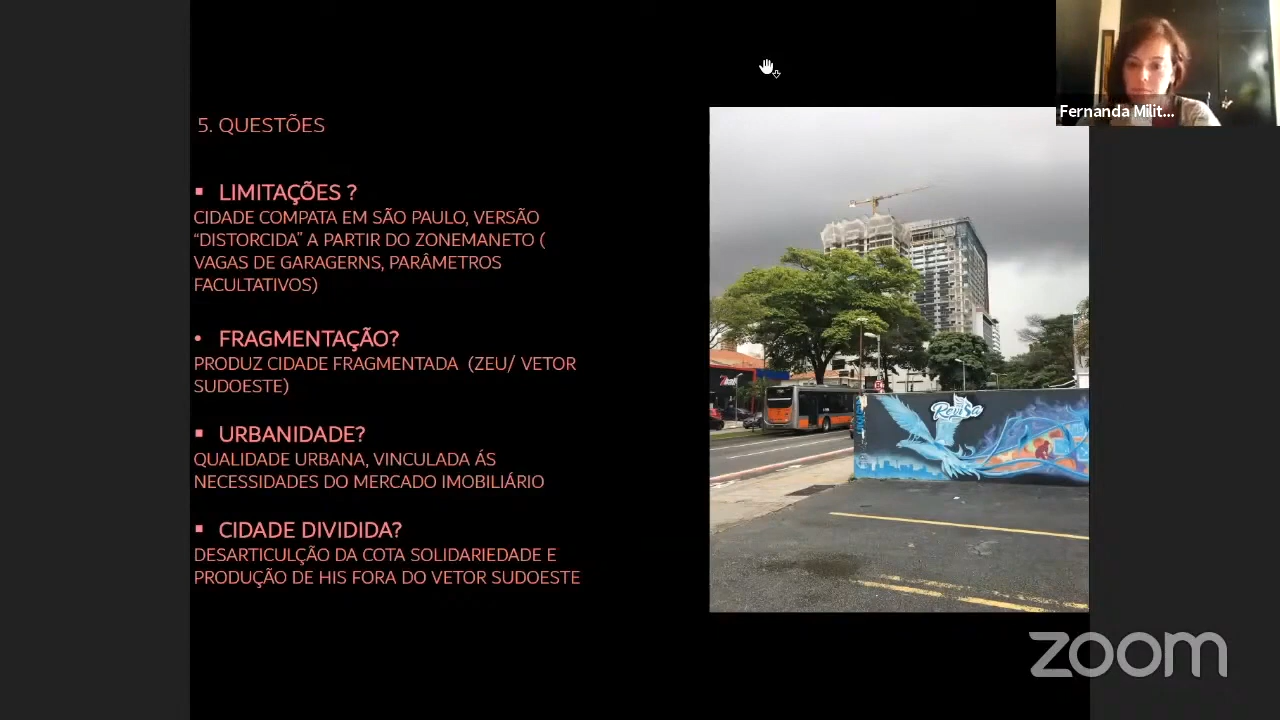 5. QUESTÕES
▪ LIMITAÇÕES ?
CIDADE COMPATA EM SÃO PAULO, VERSÃO
“DISTORCIDA” A PARTIR DO ZONEMANETO (
VAGAS DE GARAGERNS, PARÂMETROS
FACULTATIVOS)
• FRAGMENTAÇÃO?
PRODUZ CIDADE FRAGMENTADA (ZEU/ VETOR
SUDOESTE)
▪ URBANIDADE?
QUALIDADE URBANA, VINCULADA ÁS
NECESSIDADES DO MERCADO IMOBILIÁRIO
▪ CIDADE DIVIDIDA?
DESARTICULÇÃO DA COTA SOLIDARIEDADE E
PRODUÇÃO DE HIS FORA DO VETOR SUDOESTE
Fernanda Milit...
zoom